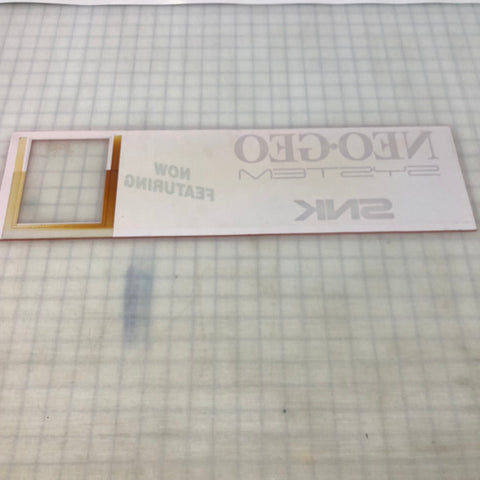 NEO•GEO
SYSTEM
SNK
NOW
FEATURING